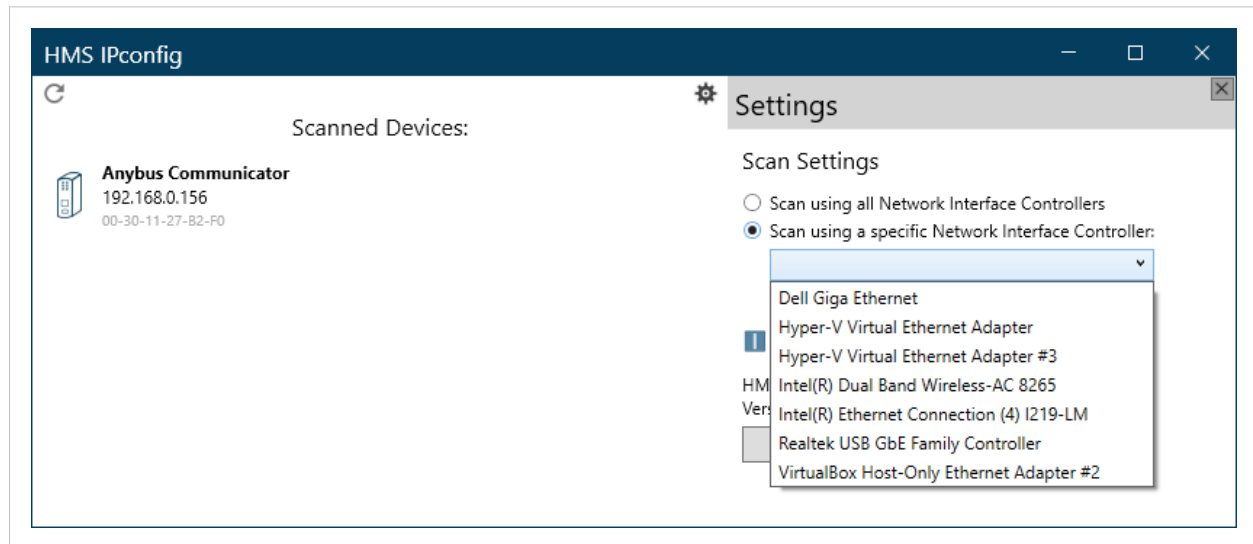 HMS IPconfig
Scanned Devices:
Anybus Communicator
192.168.0.156
00-30-11-27-B2-F0
Settings
Scan Settings
Scan using all Network Interface Controllers
Scan using a specific Network Interface Controller:
Dell Giga Ethernet
Hyper-V Virtual Ethernet Adapter
Hyper-V Virtual Ethernet Adapter #3
HM
Intel(R) Dual Band Wireless-AC 8265
Vers
Intel(R) Ethernet Connection (4) I219-LM
Realtek USB GbE Family Controller
VirtualBox Host-Only Ethernet Adapter #2